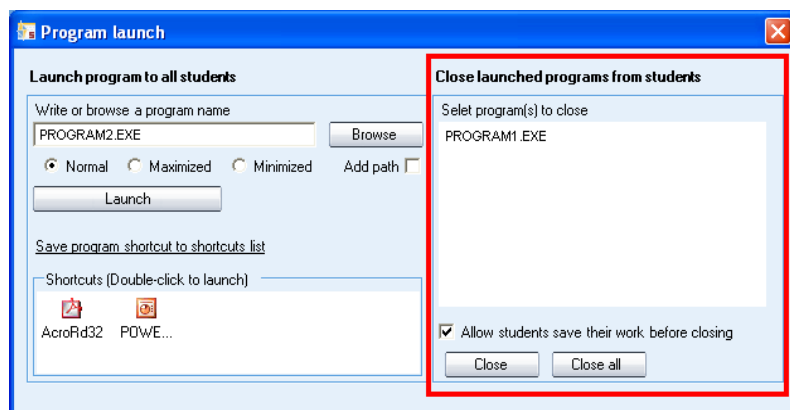 Program launch
Launch program to all students
Write or browse a program name
PROGRAM2.EXE
Browse
Normal Maximized Minimized Add path
Launch
Save program shortcut to shortcuts list
Shortcuts (Double-click to launch)
AcroRd32 POWE...
Close launched programs from students
Selet program(s) to close
PROGRAM1.EXE
Allow students save their work before closing
Close Close all